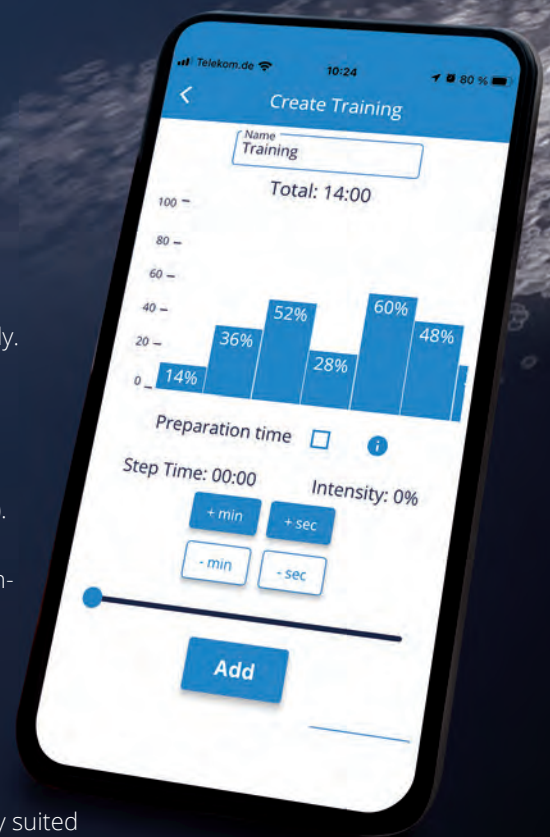 Telekom.de 10:24 80 %
Create Training
Name
Training
Total: 14:00
100
80
60
40
20
0
14% 36% 52% 28% 60% 48%
Preparation time
Step Time: 00:00 Intensity: 0%
+ min + sec
- min - sec
Add
ly.
.
n-
y suited